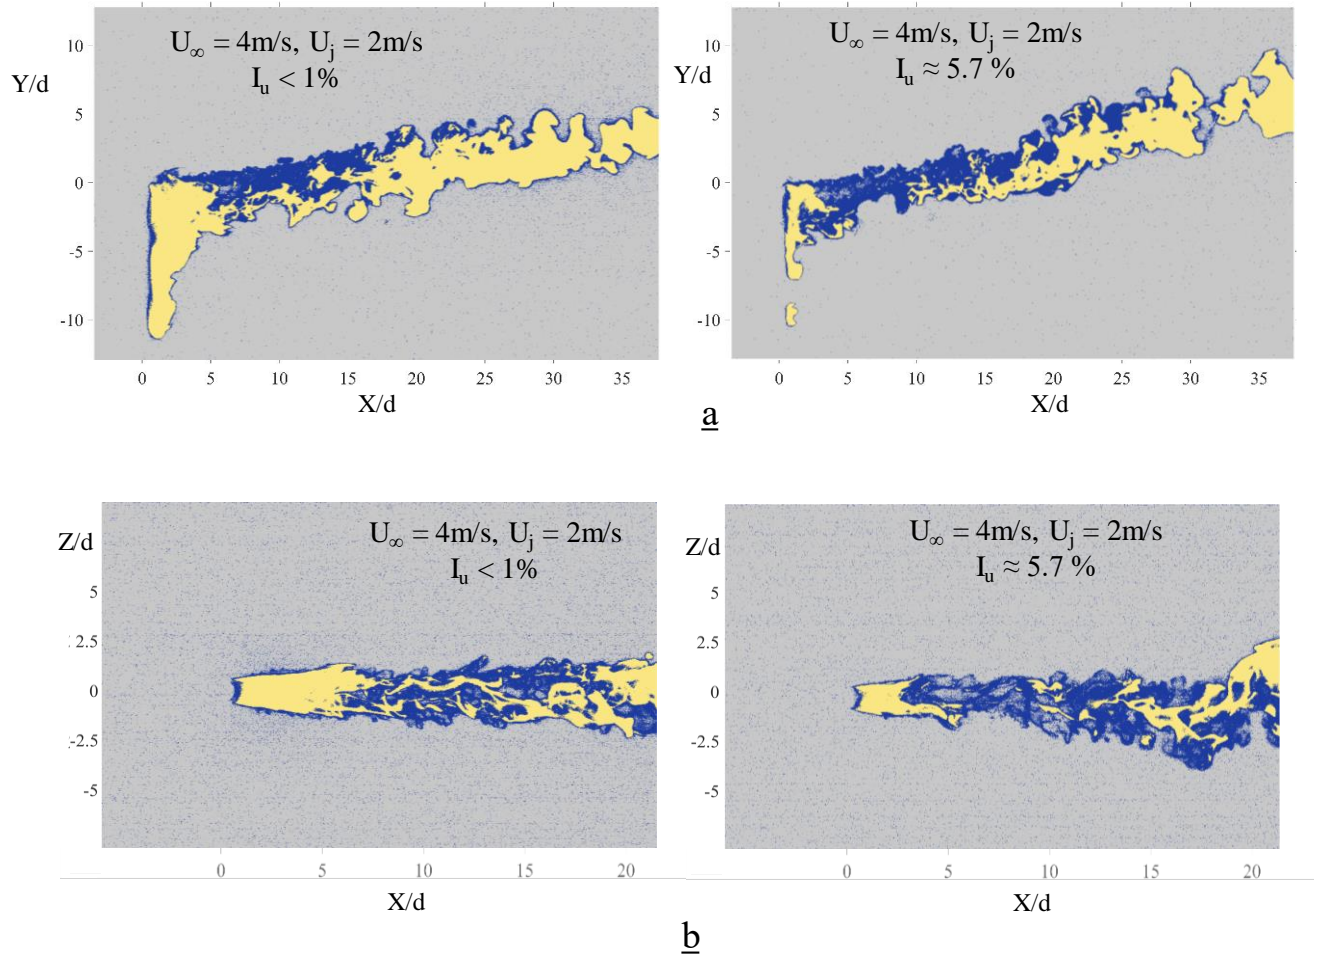 U∞ = 4m/s, Uj = 2m/s
Iu < 1%
Y/d
10
5
0
-5
-10
0 5 10 15 20 25 30 35
X/d
U∞ = 4m/s, Uj = 2m/s
Iu ≈ 5.7 %
Y/d
10
5
0
-5
-10
0 5 10 15 20 25 30 35
X/d
a
U∞ = 4m/s, Uj = 2m/s
Iu < 1%
Z/d
5
2.5
0
-2.5
-5
0 5 10 15 20
X/d
U∞ = 4m/s, Uj = 2m/s
Iu ≈ 5.7 %
Z/d
5
2.5
0
-2.5
-5
0 5 10 15 20
X/d
b